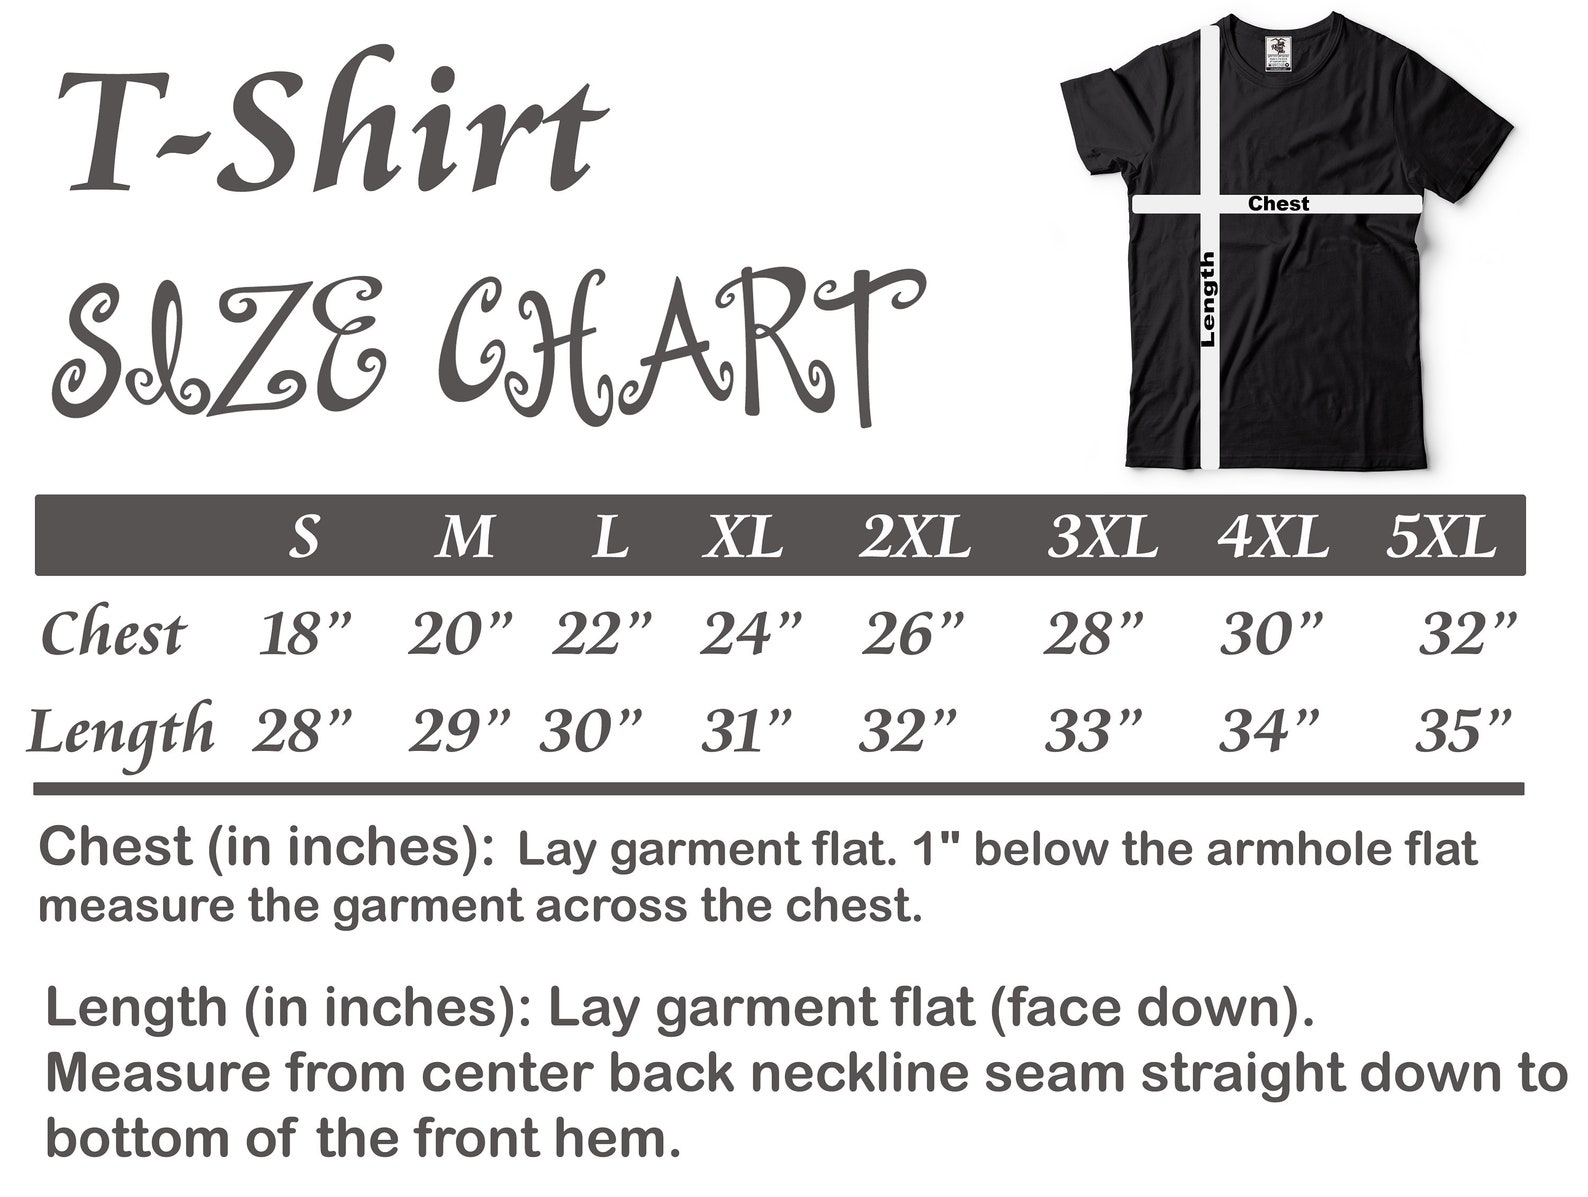 T-Shirt
SIZE CHART
Chest
Length
S M L XL 2XL 3XL 4XL 5XL
Chest 18” 20” 22” 24” 26” 28” 30” 32”
Length 28” 29” 30” 31” 32” 33” 34” 35”
Chest (in inches): Lay garment flat. 1" below the armhole flat
measure the garment across the chest.
Length (in inches): Lay garment flat (face down).
Measure from center back neckline seam straight down to
bottom of the front hem.